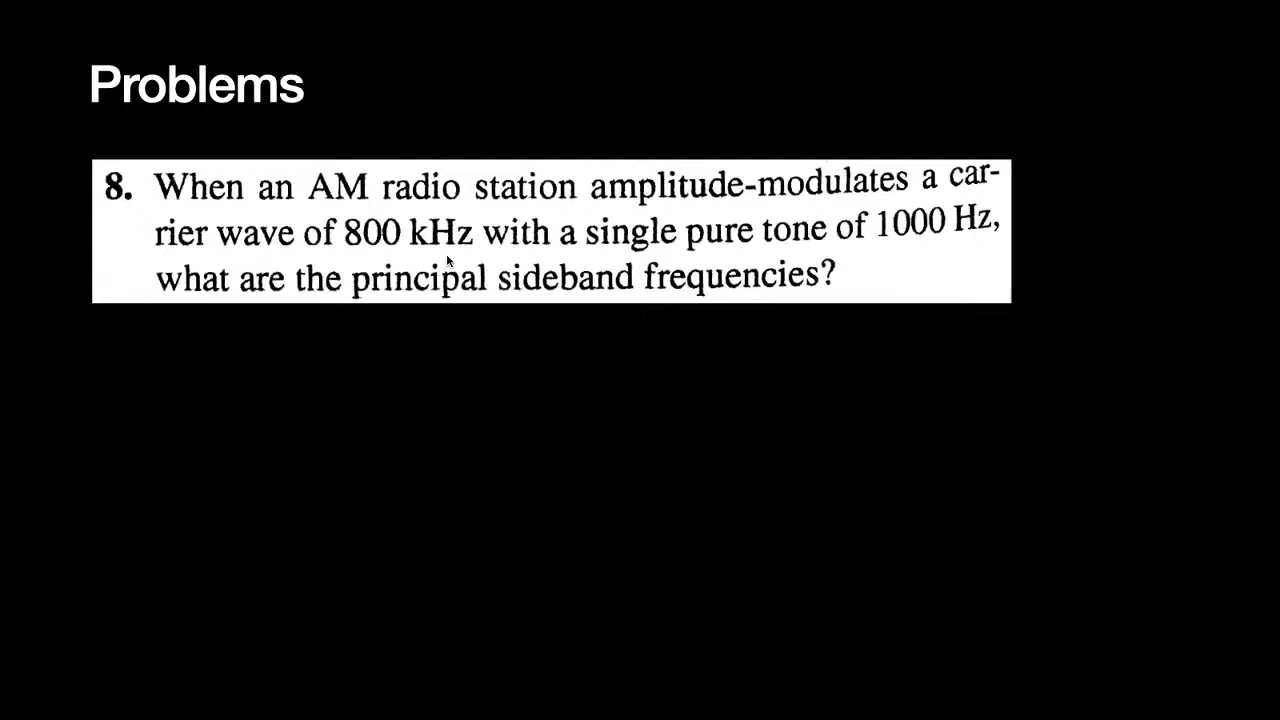 Problems
8. When an AM radio station amplitude-modulates a car-
rier wave of 800 kHz with a single pure tone of 1000 Hz,
what are the principal sideband frequencies?